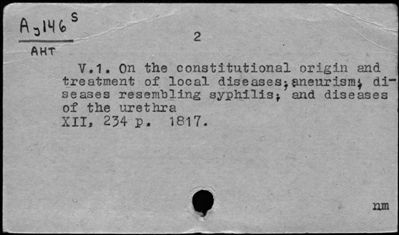 AJ146 S
2
AHT
V.1. On the constitutional origin and
treatment of local diseases; aneurism; di-
seases resembling syphilis; and diseases
of the urethra
XII, 234 p. 1817.
nm